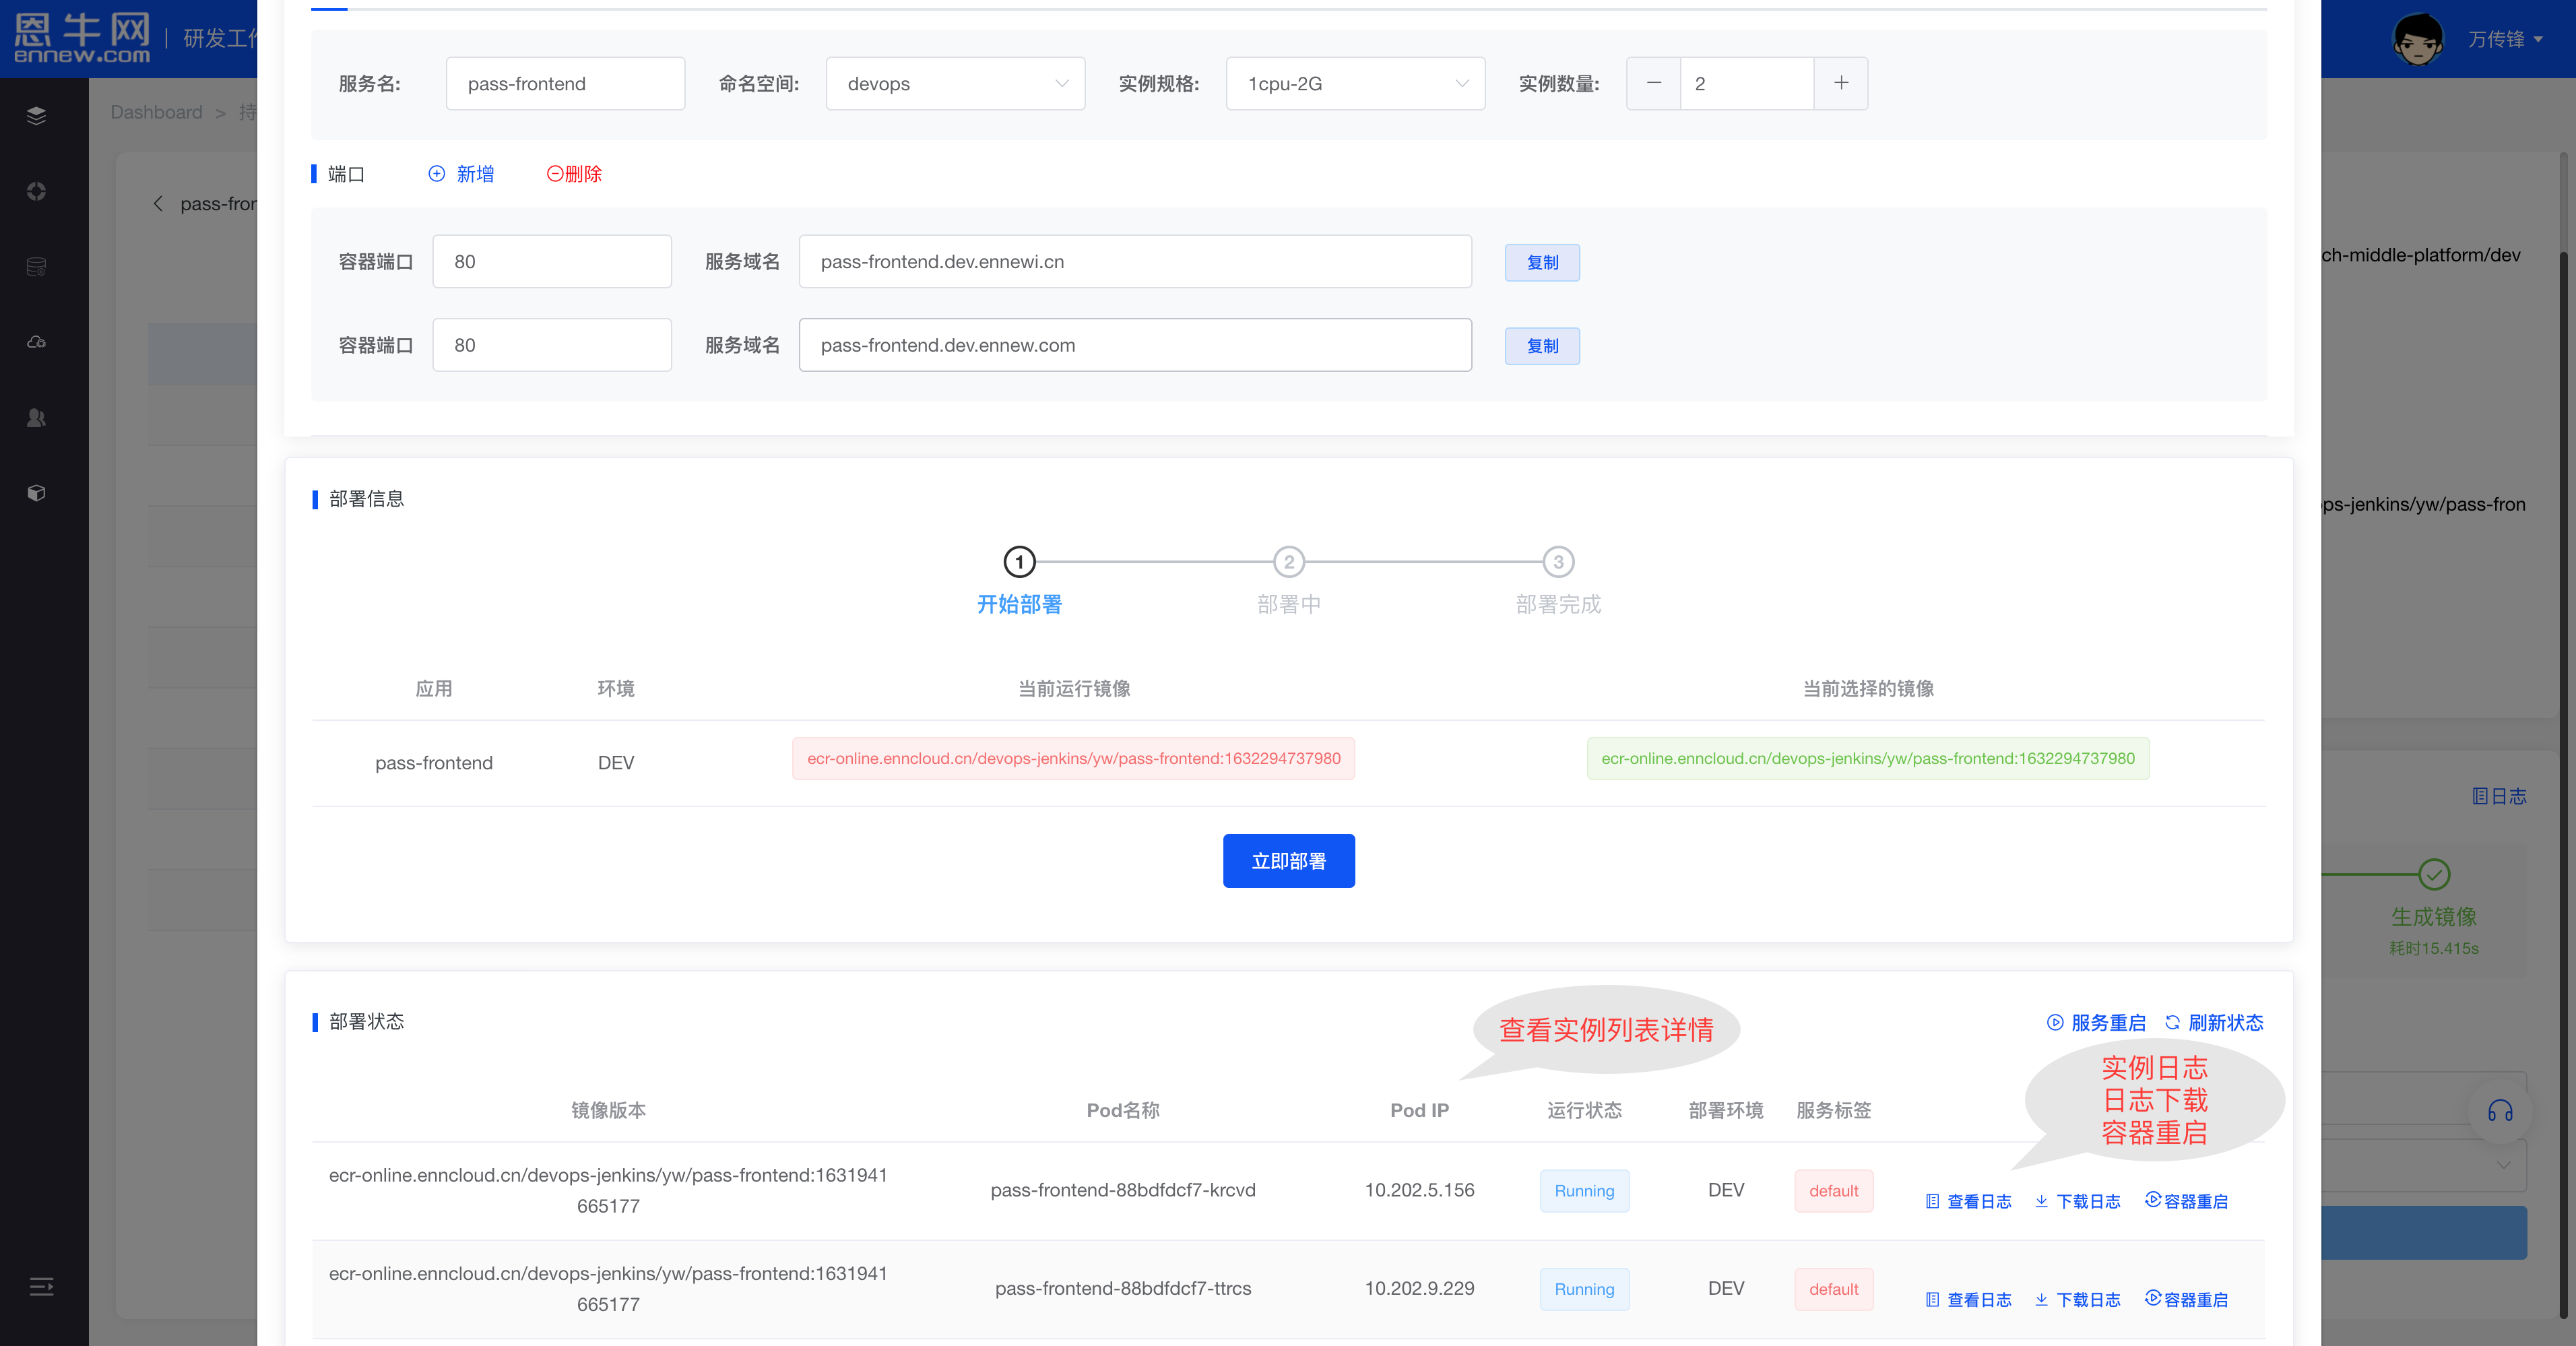 恩牛网
ennew.com
研发工作
万传锋
Dashboard > 持
pass-fron
服务名: pass-frontend 命名空间: devops 实例规格: 1cpu-2G 实例数量: 2
端口 新增 删除
容器端口 80 服务域名 pass-frontend.dev.ennewi.cn 复制
容器端口 80 服务域名 pass-frontend.dev.ennew.com 复制
ch-middle-platform/dev
ops-jenkins/yw/pass-fron
部署信息
1 2 3
开始部署 部署中 部署完成
应用 环境 当前运行镜像 当前选择的镜像
pass-frontend DEV ecr-online.enncloud.cn/devops-jenkins/yw/pass-frontend:1632294737980 ecr-online.enncloud.cn/devops-jenkins/yw/pass-frontend:1632294737980
立即部署
日志
生成镜像
耗时15.415s
部署状态
查看实例列表详情
服务重启 刷新状态
实例日志
日志下载
容器重启
镜像版本 Pod名称 Pod IP 运行状态 部署环境 服务标签
ecr-online.enncloud.cn/devops-jenkins/yw/pass-frontend:1631941
665177
pass-frontend-88bdfdcf7-krcvd 10.202.5.156 Running DEV default 查看日志 下载日志 容器重启
ecr-online.enncloud.cn/devops-jenkins/yw/pass-frontend:1631941
665177
pass-frontend-88bdfdcf7-ttrcs 10.202.9.229 Running DEV default 查看日志 下载日志 容器重启